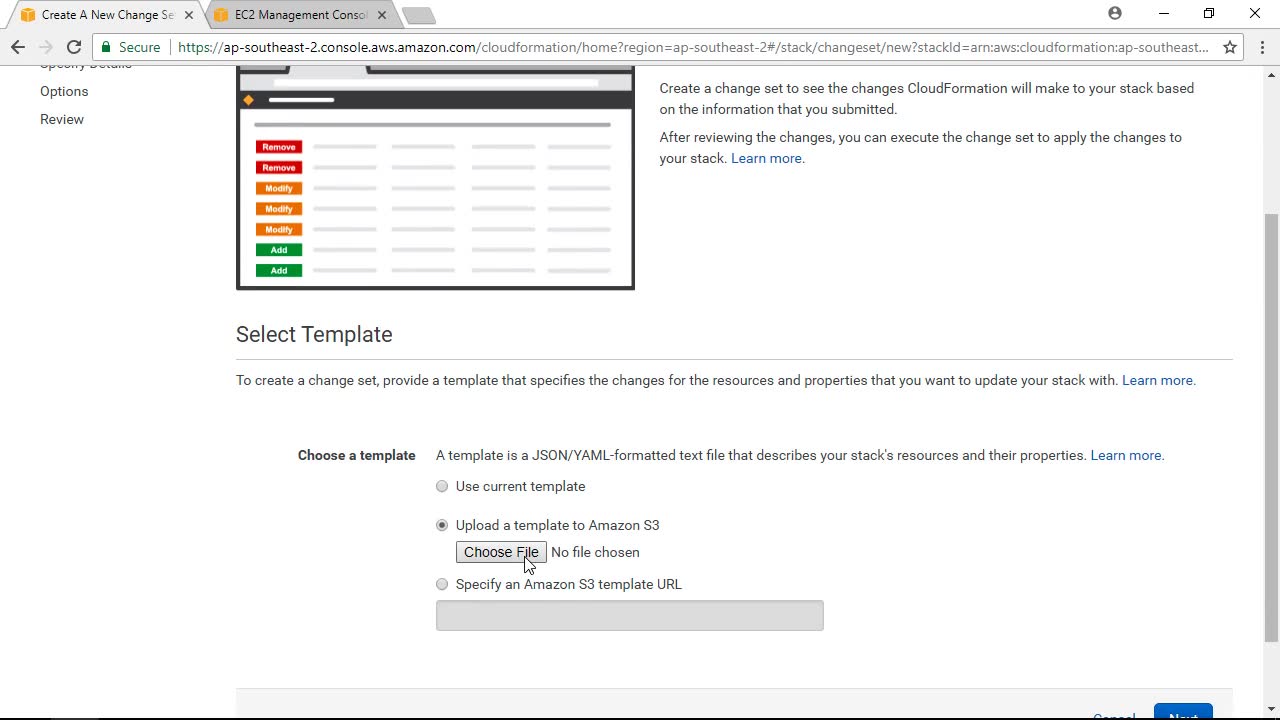 Create A New Change Se
EC2 Management Consol
Secure
https://ap-southeast-2.console.aws.amazon.com/cloudformation/home?region=ap-southeast-2#/stack/changeset/new?stackId=arn:aws:cloudformation:ap-southeast...
Specify Details
Options
Review
Remove
Remove
Modify
Modify
Modify
Add
Add
Create a change set to see the changes CloudFormation will make to your stack based
on the information that you submitted.
After reviewing the changes, you can execute the change set to apply the changes to
your stack. Learn more.
Select Template
To create a change set, provide a template that specifies the changes for the resources and properties that you want to update your stack with. Learn more.
Choose a template
A template is a JSON/YAML-formatted text file that describes your stack's resources and their properties. Learn more.
Use current template
Upload a template to Amazon S3
Choose File No file chosen
Specify an Amazon S3 template URL
Cancel
Next